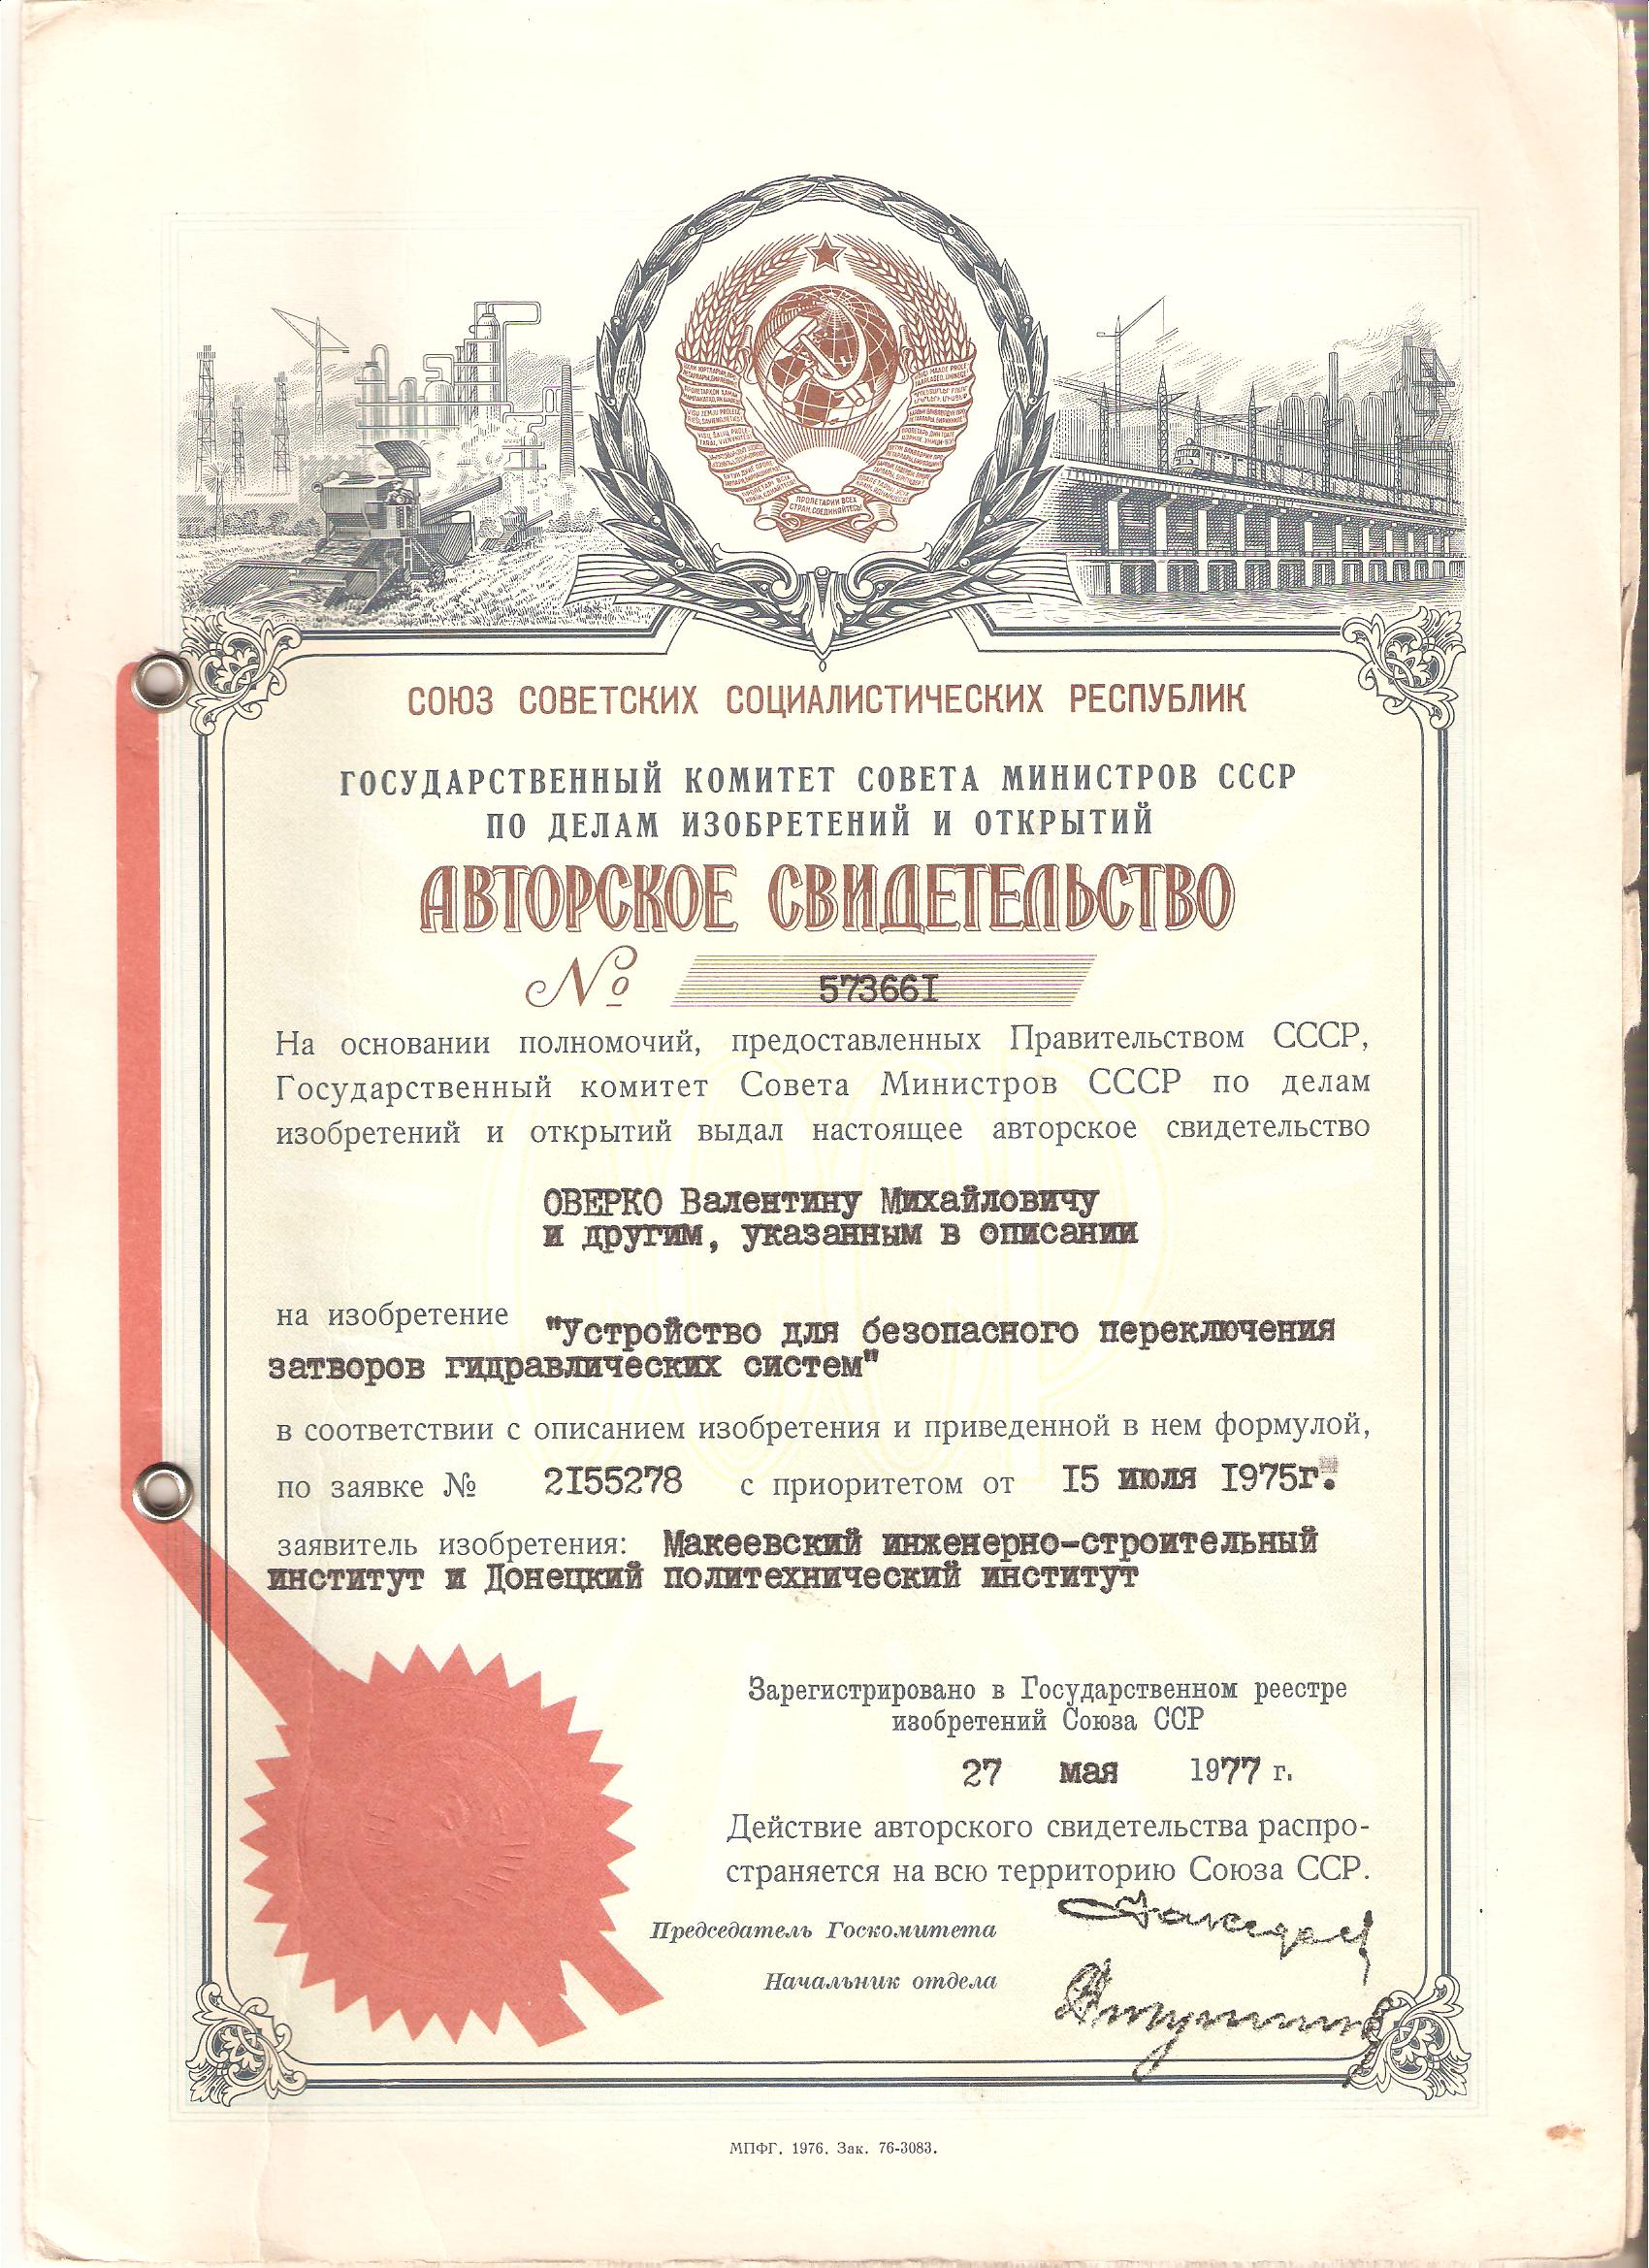 ПРОЛЕТАРИИ ВСЕХ
СТРАН, СОЕДИНЯЙТЕСЬ!
СОЮЗ СОВЕТСКИХ СОЦИАЛИСТИЧЕСКИХ РЕСПУБЛИК
ГОСУДАРСТВЕННЫЙ КОМИТЕТ СОВЕТА МИНИСТРОВ СССР
ПО ДЕЛАМ ИЗОБРЕТЕНИЙ И ОТКРЫТИЙ
АВТОРСКОЕ СВИДЕТЕЛЬСТВО
№ 573661
На основании полномочий, предоставленных Правительством СССР,
Государственный комитет Совета Министров СССР по делам
изобретений и открытий выдал настоящее авторское свидетельство
ОВЕРКО Валентину Михайловичу
и другим, указанным в описании
на изобретение "Устройство для безопасного переключения
затворов гидравлических систем"
в соответствии с описанием изобретения и приведенной в нем формулой,
по заявке № 2155278 с приоритетом от 15 июля 1975г.
заявитель изобретения: Макеевский инженерно-строительный
институт и Донецкий политехнический институт
Зарегистрировано в Государственном реестре
изобретений Союза ССР
27 мая 1977 г.
Действие авторского свидетельства распро-
страняется на всю территорию Союза ССР.
Председатель Госкомитета
Начальник отдела
МПФГ. 1976. Зак. 76-3083.